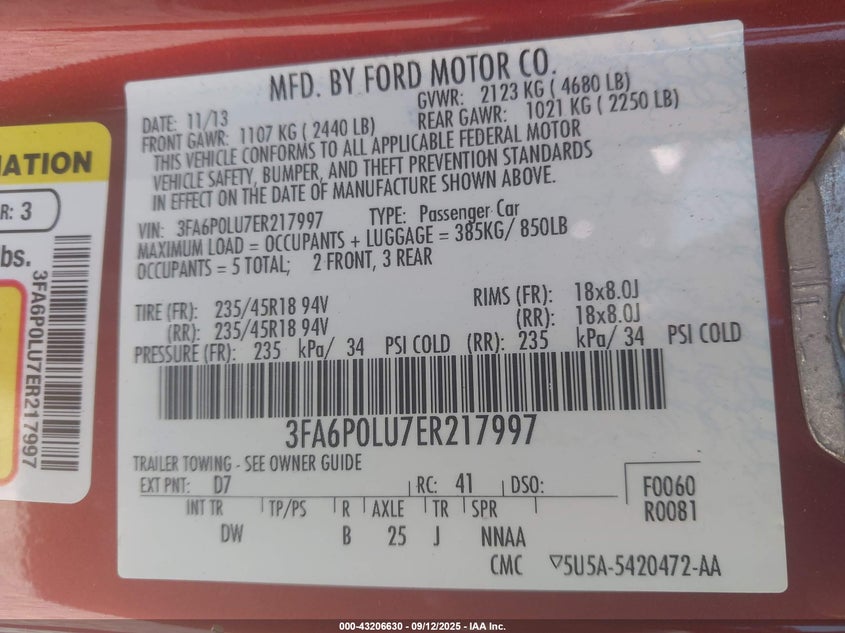 MFD. BY FORD MOTOR CO.
DATE: 11/13 GVWR: 2123 KG ( 4680 LB)
FRONT GAWR: 1107 KG ( 2440 LB) REAR GAWR: 1021 KG ( 2250 LB)
THIS VEHICLE CONFORMS TO ALL APPLICABLE FEDERAL MOTOR
VEHICLE SAFETY, BUMPER, AND THEFT PREVENTION STANDARDS
IN EFFECT ON THE DATE OF MANUFACTURE SHOWN ABOVE.
VIN: 3FA6P0LU7ER217997 TYPE: Passenger Car
MAXIMUM LOAD = OCCUPANTS + LUGGAGE = 385KG/ 850LB
OCCUPANTS = 5 TOTAL; 2 FRONT, 3 REAR
TIRE (FR): 235/45R18 94V RIMS (FR): 18x8.0J
(RR): 235/45R18 94V (RR): 18x8.0J
PRESSURE (FR): 235 kPa/ 34 PSI COLD (RR): 235 kPa/ 34 PSI COLD
3FA6P0LU7ER217997
TRAILER TOWING - SEE OWNER GUIDE
EXT PNT: D7 RC: 41 DSO: F0060
INT TR TP/PS R AXLE TR SPR R0081
DW B 25 J NNAA
CMC 5U5A-5420472-AA
R: 3
bs.
3FA6P0LU7ER217997
000-43206630 - 09/12/2025 - IAA Inc.